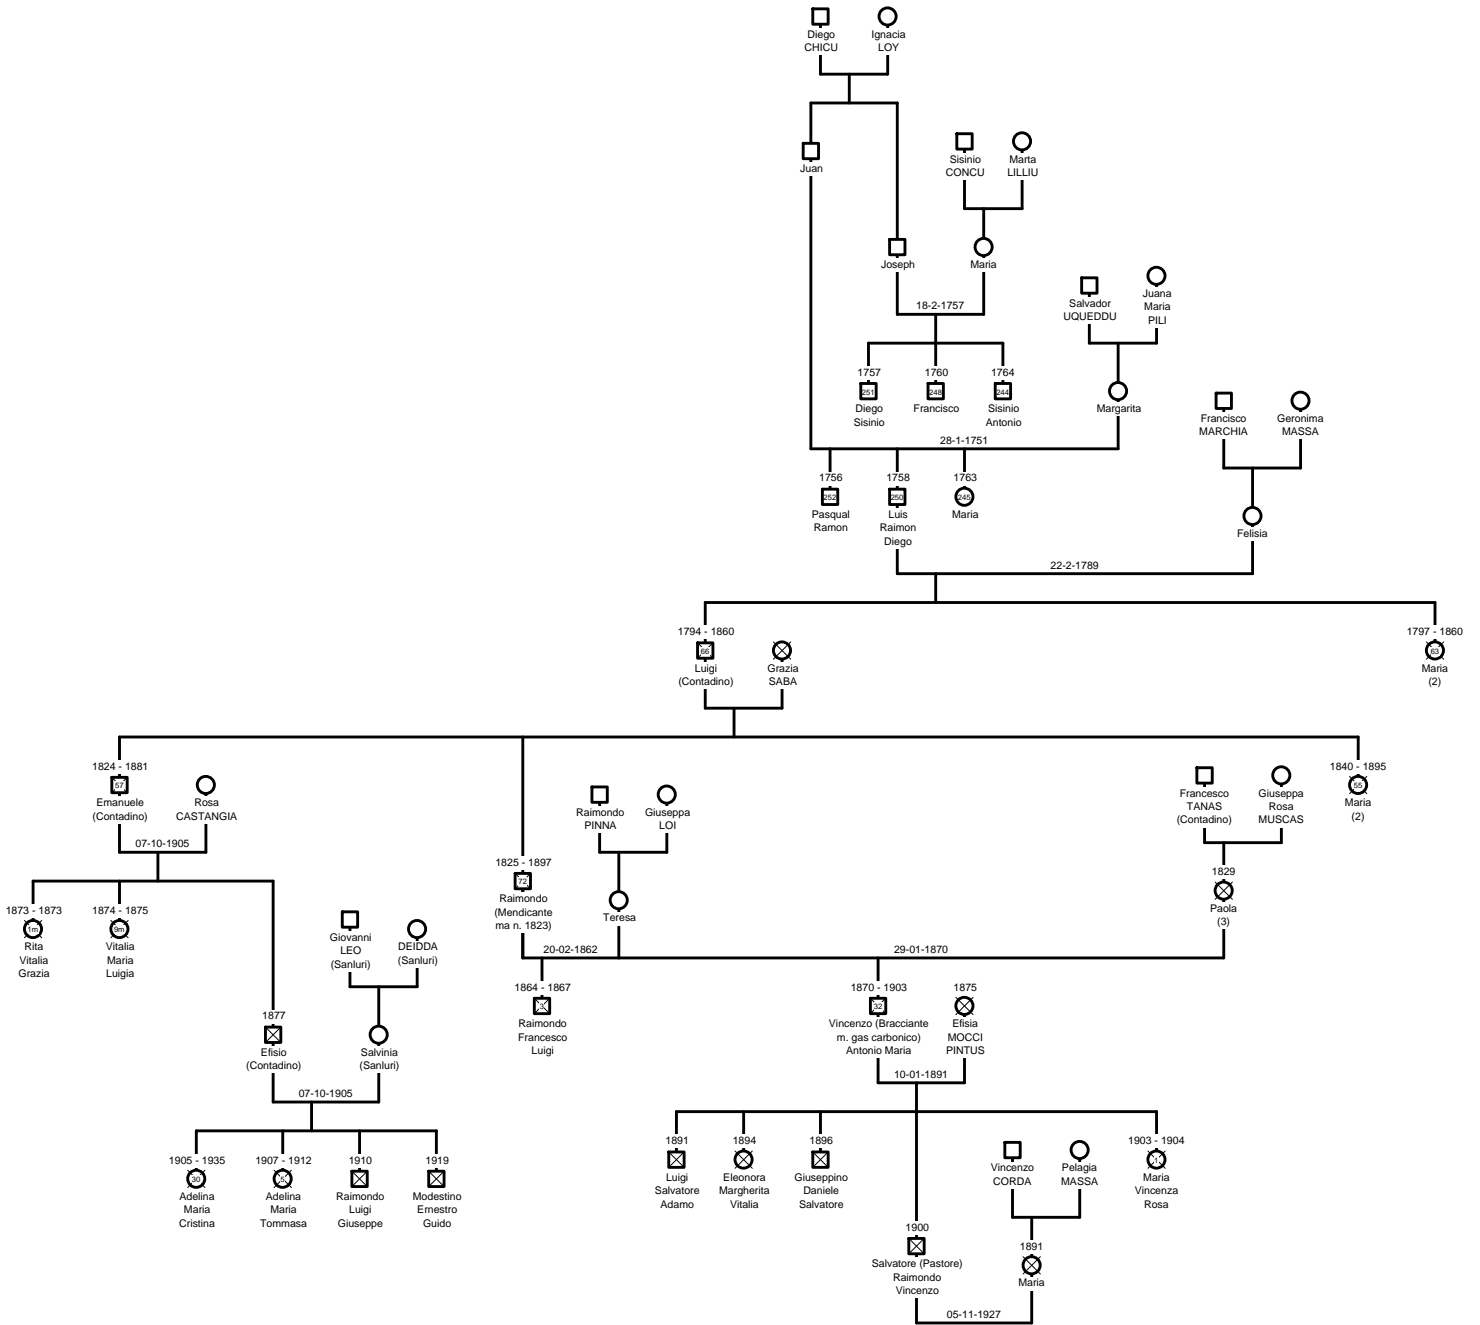 Diego
CHICU
Ignacia
LOY
Juan
Sisinio
CONCU
Marta
LILLIU
Joseph
Maria
18-2-1757
Salvador
UQUEDDU
Juana
Maria
PILI
1757
251
Diego
Sisinio
1760
248
Francisco
1764
244
Sisinio
Antonio
Margarita
28-1-1751
Francisco
MARCHIA
Geronima
MASSA
1756
252
Pasqual
Ramon
1758
250
Luis
Raimon
Diego
1763
245
Maria
Felisia
22-2-1789
1794 - 1860
66
Luigi
(Contadino)
Grazia
SABA
1797 - 1860
63
Maria
(2)
1824 - 1881
57
Emanuele
(Contadino)
Rosa
CASTANGIA
07-10-1905
Raimondo
PINNA
Giuseppa
LOI
Francesco
TANAS
(Contadino)
Giuseppa
Rosa
MUSCAS
1840 - 1895
55
Maria
(2)
1825 - 1897
72
Raimondo
(Mendicante
ma n. 1823)
Teresa
1829
Paola
(3)
20-02-1862
29-01-1870
1873 - 1873
1m
Rita
Vitalia
Grazia
1874 - 1875
9m
Vitalia
Maria
Luigia
Giovanni
LEO
(Sanluri)
DEIDDA
(Sanluri)
1877
Efisio
(Contadino)
Salvinia
(Sanluri)
07-10-1905
1864 - 1867
3
Raimondo
Francesco
Luigi
1870 - 1903
32
Vincenzo (Bracciante
m. gas carbonico)
Antonio Maria
1875
Efisia
MOCCI
PINTUS
10-01-1891
1905 - 1935
30
Adelina
Maria
Cristina
1907 - 1912
5
Adelina
Maria
Tommasa
1910
Raimondo
Luigi
Giuseppe
1919
Modestino
Ernestro
Guido
1891
Luigi
Salvatore
Adamo
1894
Eleonora
Margherita
Vitalia
1896
Giuseppino
Daniele
Salvatore
1903 - 1904
1
Maria
Vincenza
Rosa
Vincenzo
CORDA
Pelagia
MASSA
1900
Salvatore (Pastore)
Raimondo
Vincenzo
1891
Maria
05-11-1927